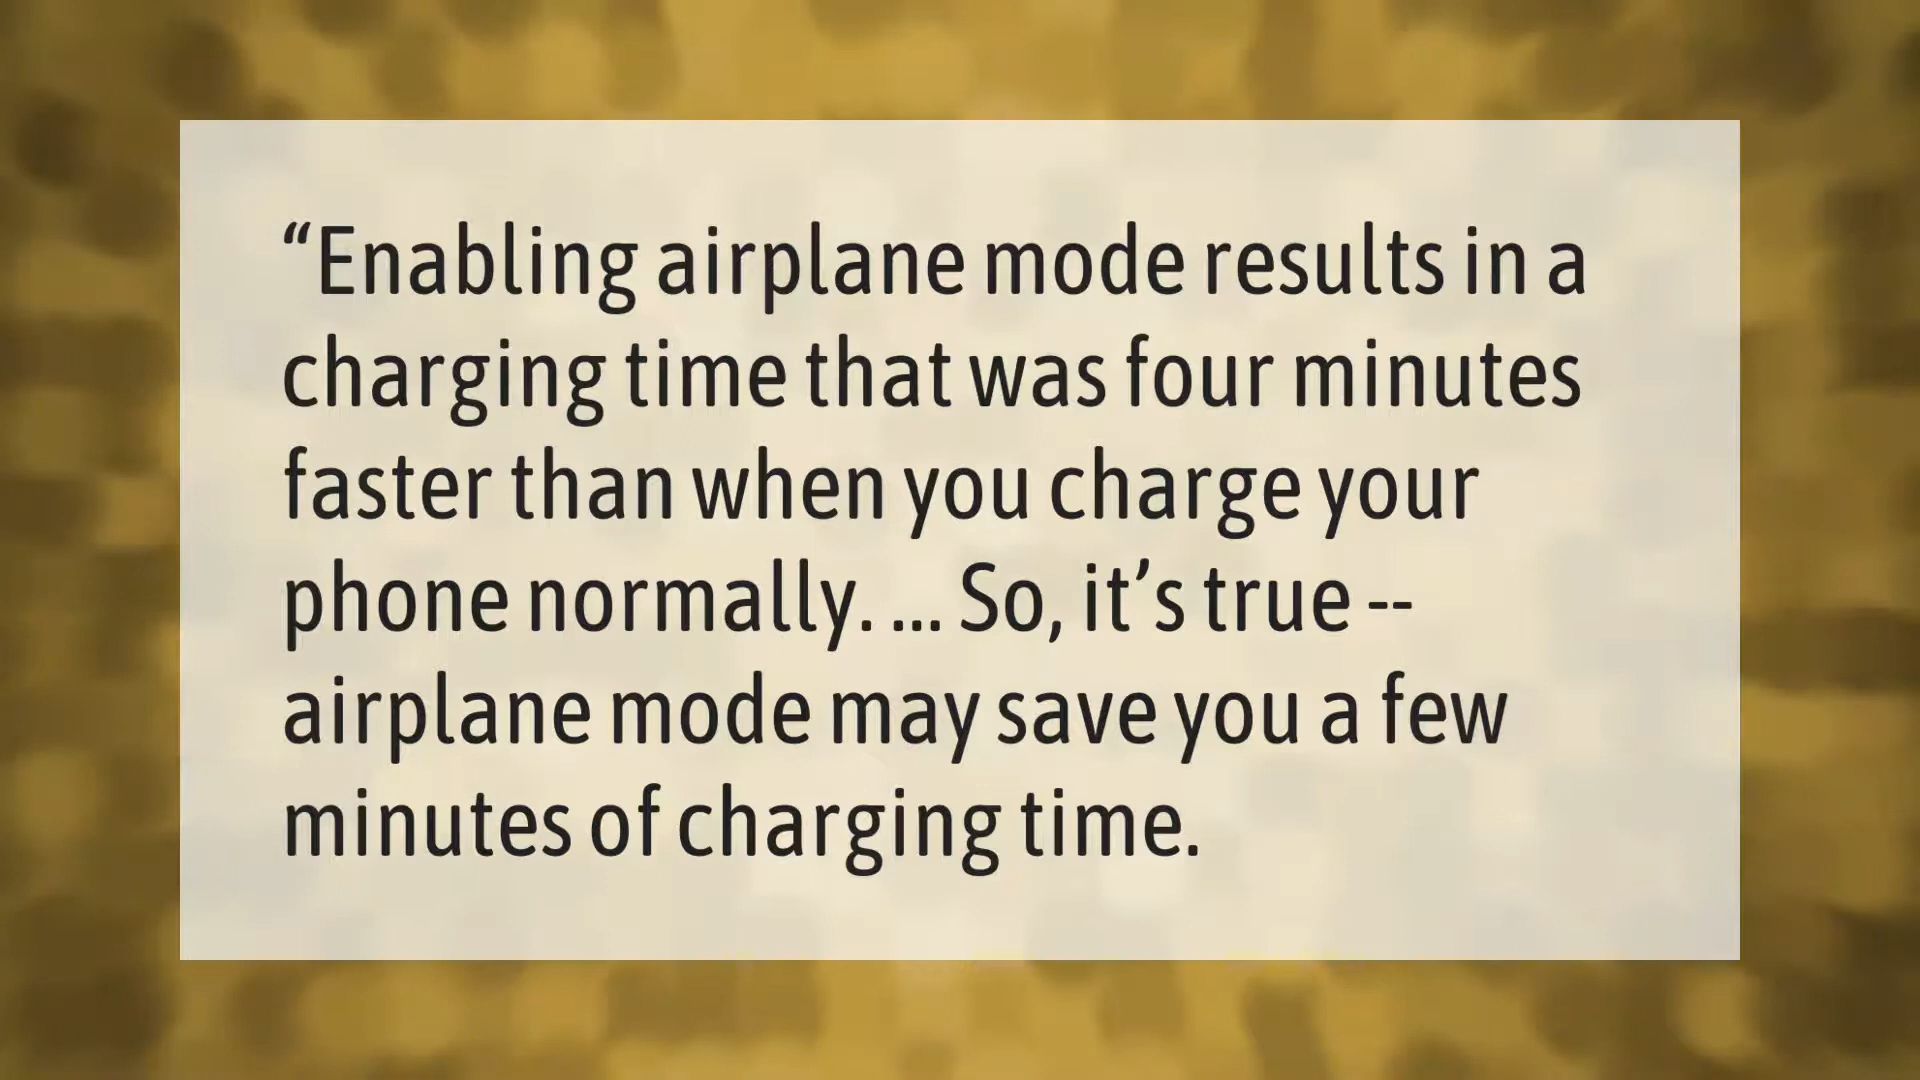 “Enabling airplane mode results in a
charging time that was four minutes
faster than when you charge your
phone normally. ... So, it’s true --
airplane mode may save you a few
minutes of charging time.